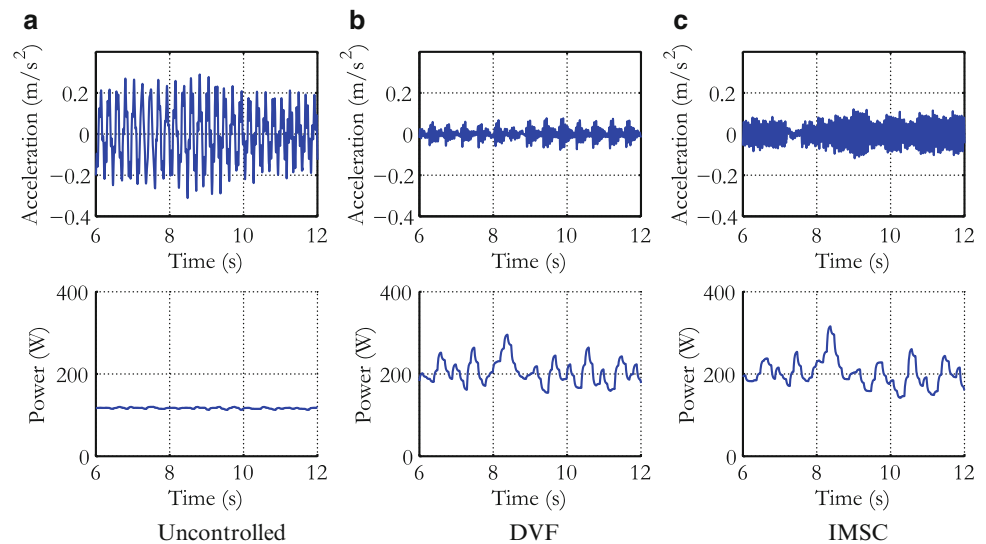 a
b
c
Acceleration (m/s²)
0.2
0
−0.2
−0.4
6
8
10
12
Time (s)
Acceleration (m/s²)
0.2
0
−0.2
−0.4
6
8
10
12
Time (s)
Acceleration (m/s²)
0.2
0
−0.2
−0.4
6
8
10
12
Time (s)
Power (W)
400
200
0
6
8
10
12
Time (s)
Uncontrolled
Power (W)
400
200
0
6
8
10
12
Time (s)
DVF
Power (W)
400
200
0
6
8
10
12
Time (s)
IMSC